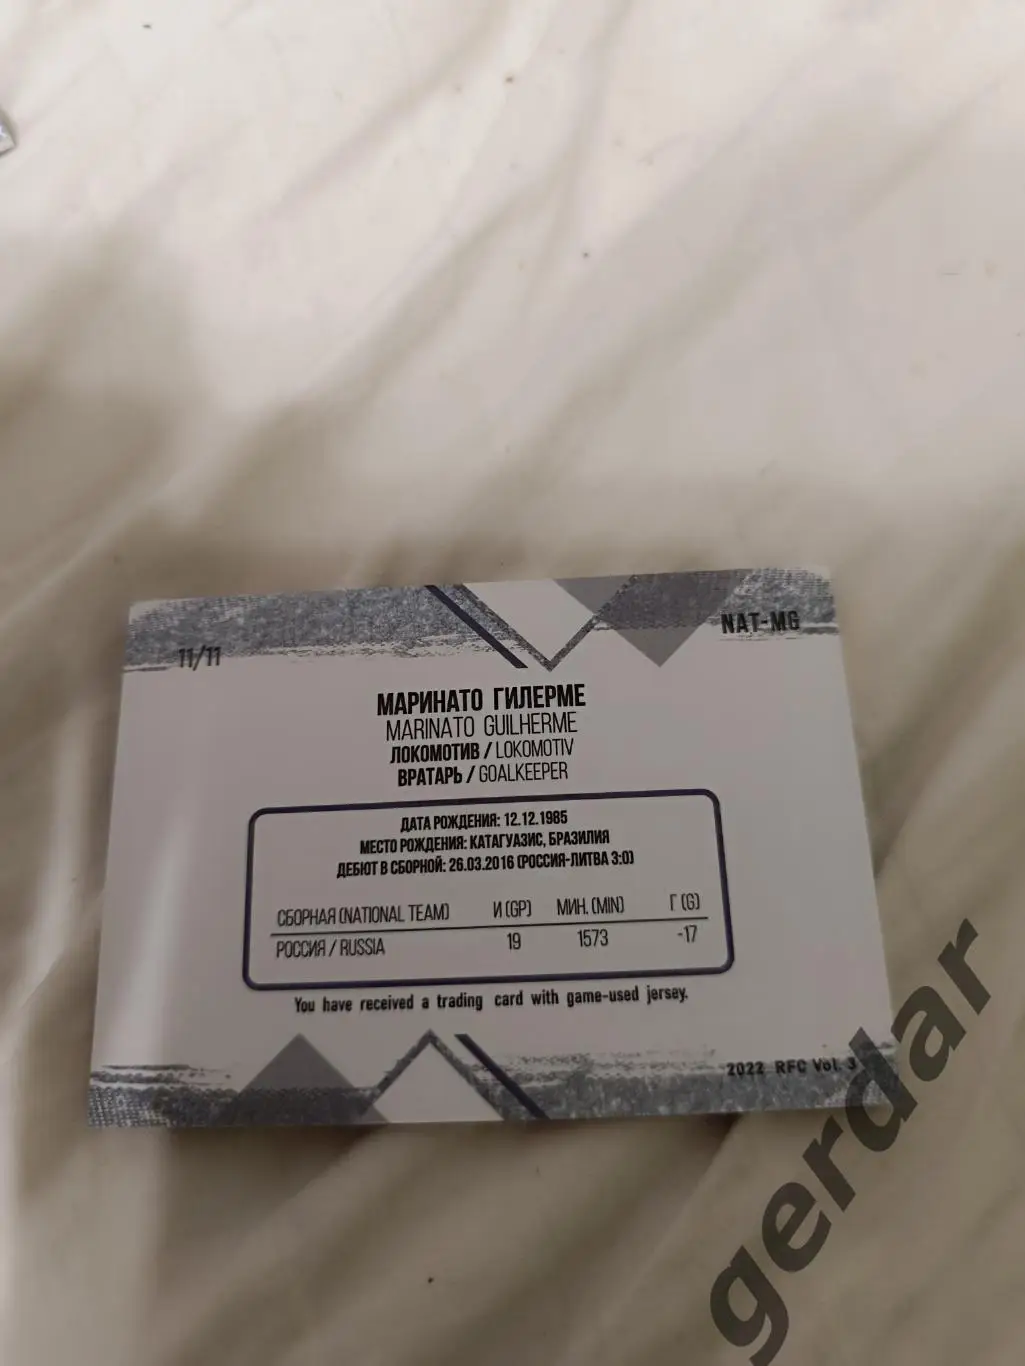 11/11
NAT-MG
МАРИНАТО ГИЛЕРМЕ
MARINATO GUILHERME
ЛОКОМОТИВ / LOKOMOTIV
ВРАТАРЬ / GOALKEEPER
ДАТА РОЖДЕНИЯ: 12.12.1985
МЕСТО РОЖДЕНИЯ: КАТАГУАЗИС, БРАЗИЛИЯ
ДЕБЮТ В СБОРНОЙ: 26.03.2016 (РОССИЯ-ЛИТВА 3:0)
СБОРНАЯ (NATIONAL TEAM) И (GP) МИН. (MIN) Г (G)
РОССИЯ / RUSSIA 19 1573 -17
You have received a trading card with game-used jersey.
2022 RFC Vol. 3
gerdar